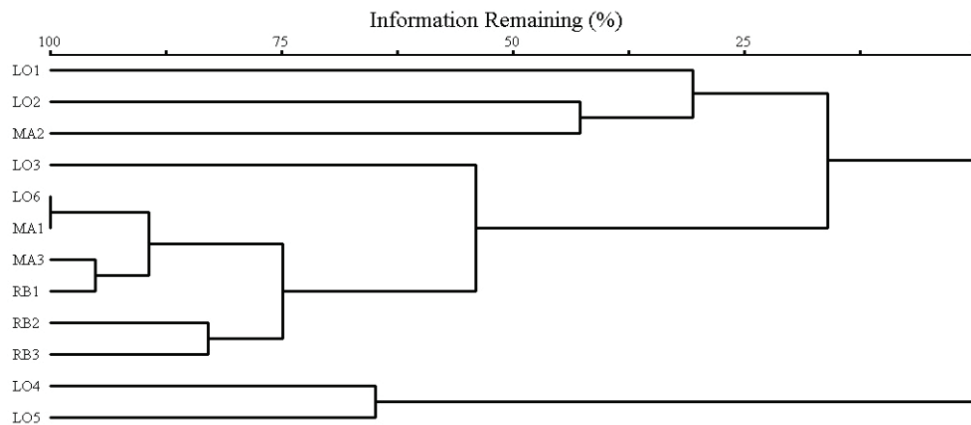 Information Remaining (%)
100 75 50 25
LO1
LO2
MA2
LO3
LO6
MA1
MA3
RB1
RB2
RB3
LO4
LO5